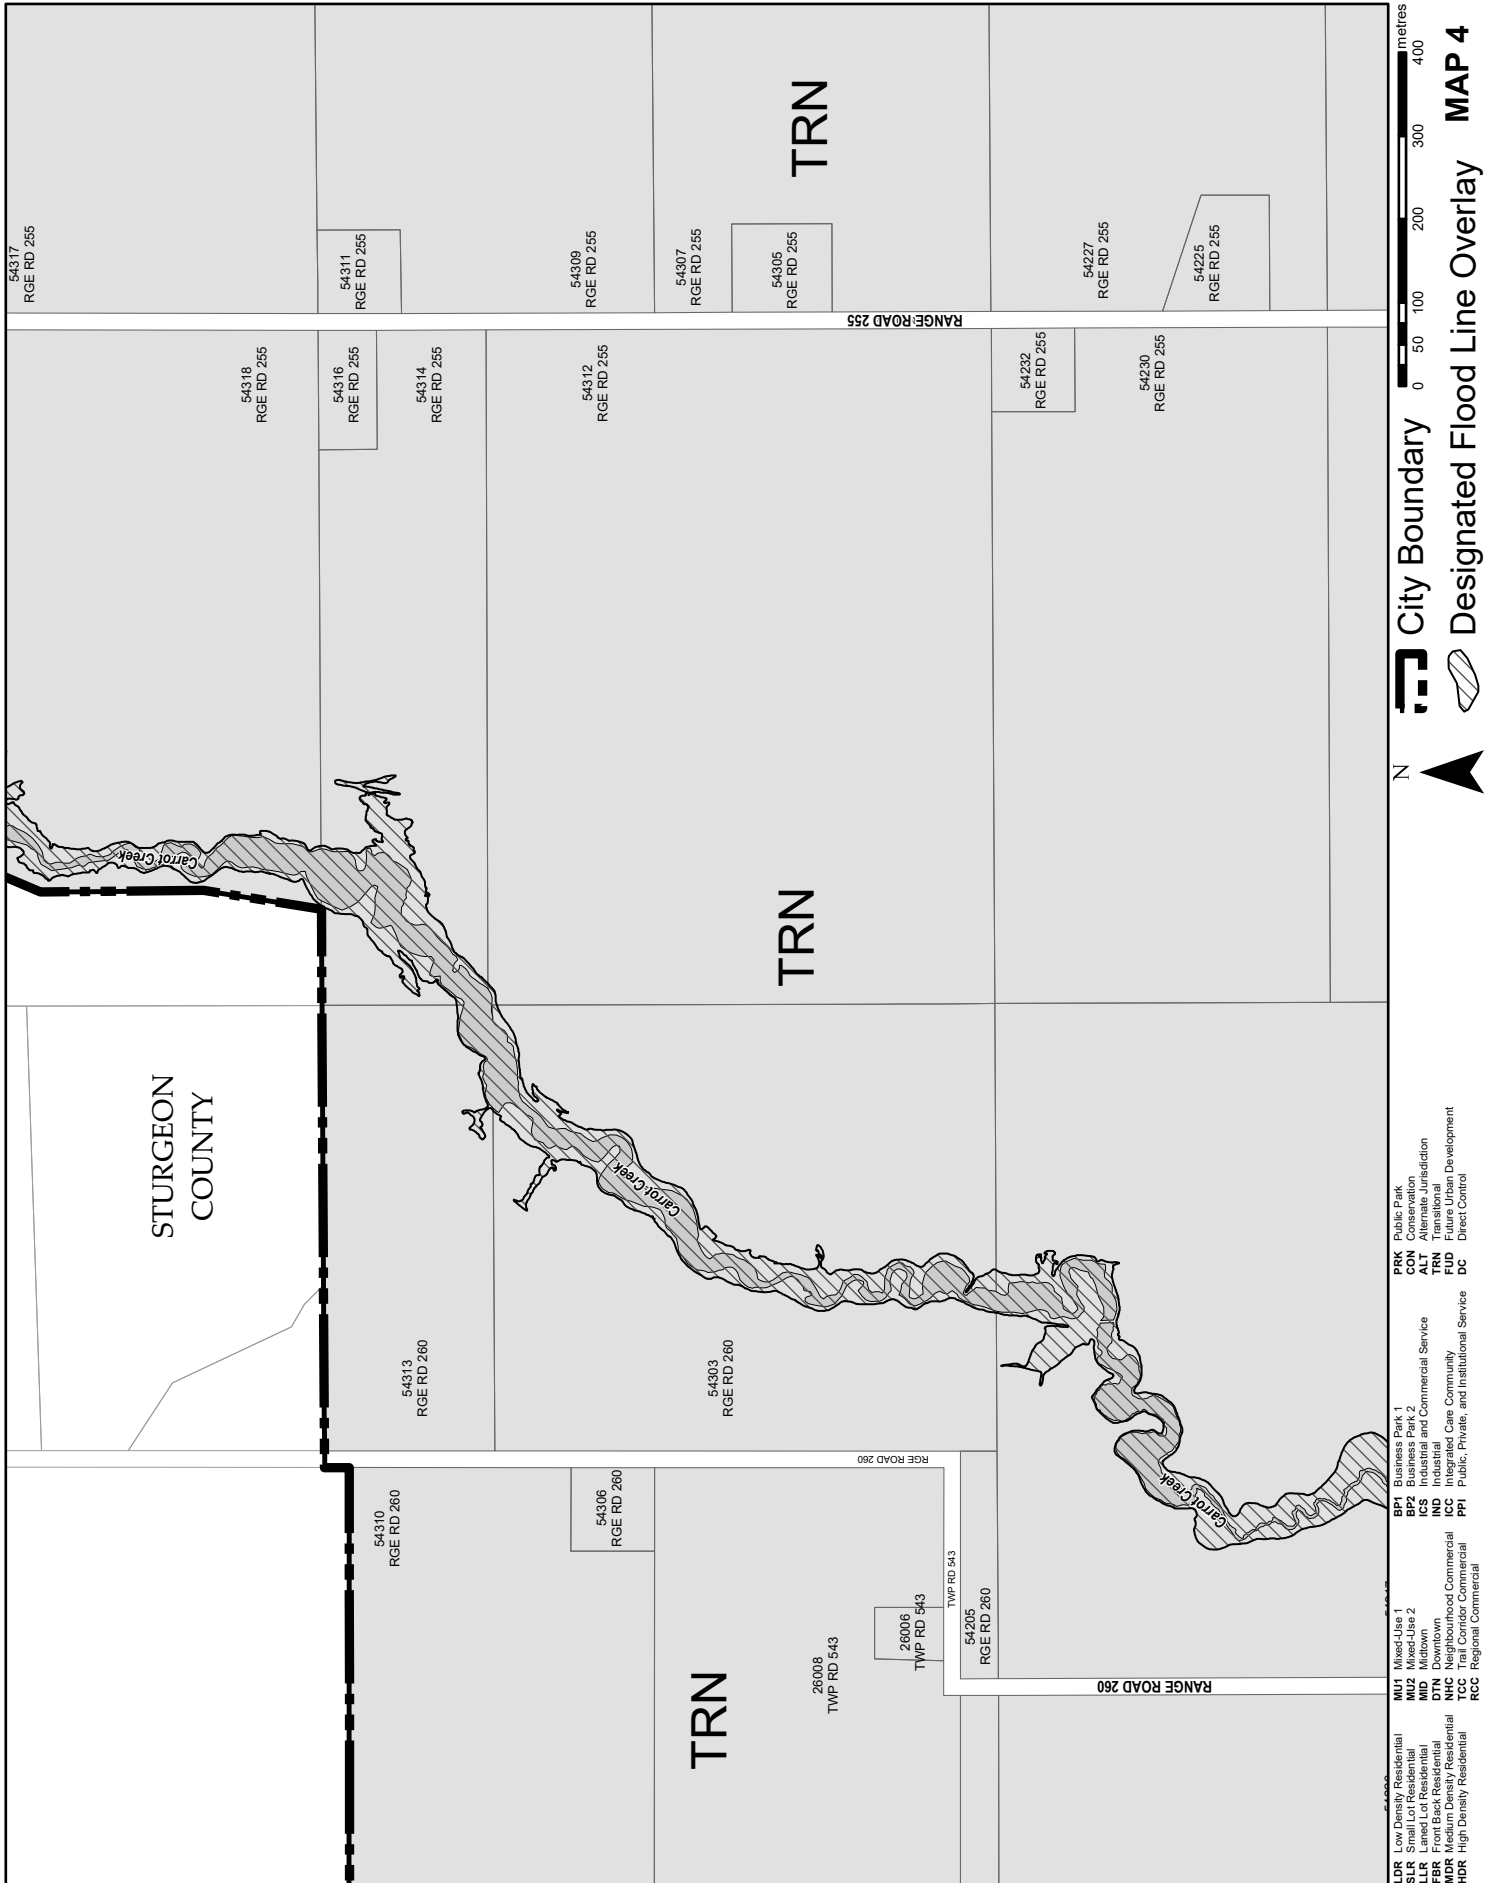 54317
RGE RD 255
54311
RGE RD 255
54309
RGE RD 255
54307
RGE RD 255
54305
RGE RD 255
TRN
54227
RGE RD 255
54225
RGE RD 255
RANGE ROAD 255
54318
RGE RD 255
54316
RGE RD 255
54314
RGE RD 255
54312
RGE RD 255
54232
RGE RD 255
54230
RGE RD 255
Carrot Creek
TRN
STURGEON
COUNTY
Carrot Creek
54313
RGE RD 260
54303
RGE RD 260
RGE ROAD 260
54310
RGE RD 260
54306
RGE RD 260
TWP RD 543
26008
TWP RD 543
26006
TWP RD 543
54205
RGE RD 260
Carrot Creek
RANGE ROAD 260
TRN
LDR Low Density Residential
SLR Small Lot Residential
LLR Laned Lot Residential
FBR Front Back Residential
MDR Medium Density Residential
HDR High Density Residential
MU1 Mixed-Use 1
MU2 Mixed-Use 2
MID Midtown
DTN Downtown
NHC Neighbourhood Commercial
TCC Trail Corridor Commercial
RCC Regional Commercial
BP1 Business Park 1
BP2 Business Park 2
ICS Industrial and Commercial Service
IND Industrial
ICC Integrated Care Community
PPI Public, Private, and Institutional Service
PRK Public Park
CON Conservation
ALT Alternate Jurisdiction
TRN Transitional
FUD Future Urban Development
DC Direct Control
N
City Boundary
Designated Flood Line Overlay
0 50 100 200 300 400
metres
MAP 4